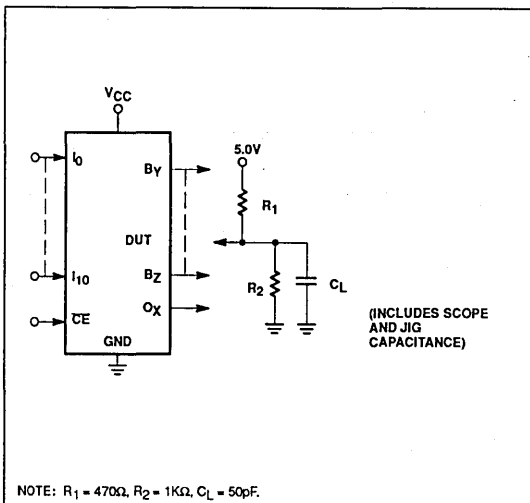 VCC
5.0V
I0
BY
R1
DUT
I10
BZ
R2
CL
CE
OX
GND
(INCLUDES SCOPE
AND JIG
CAPACITANCE)
NOTE: R1 = 470Ω, R2 = 1KΩ, CL = 50pF.